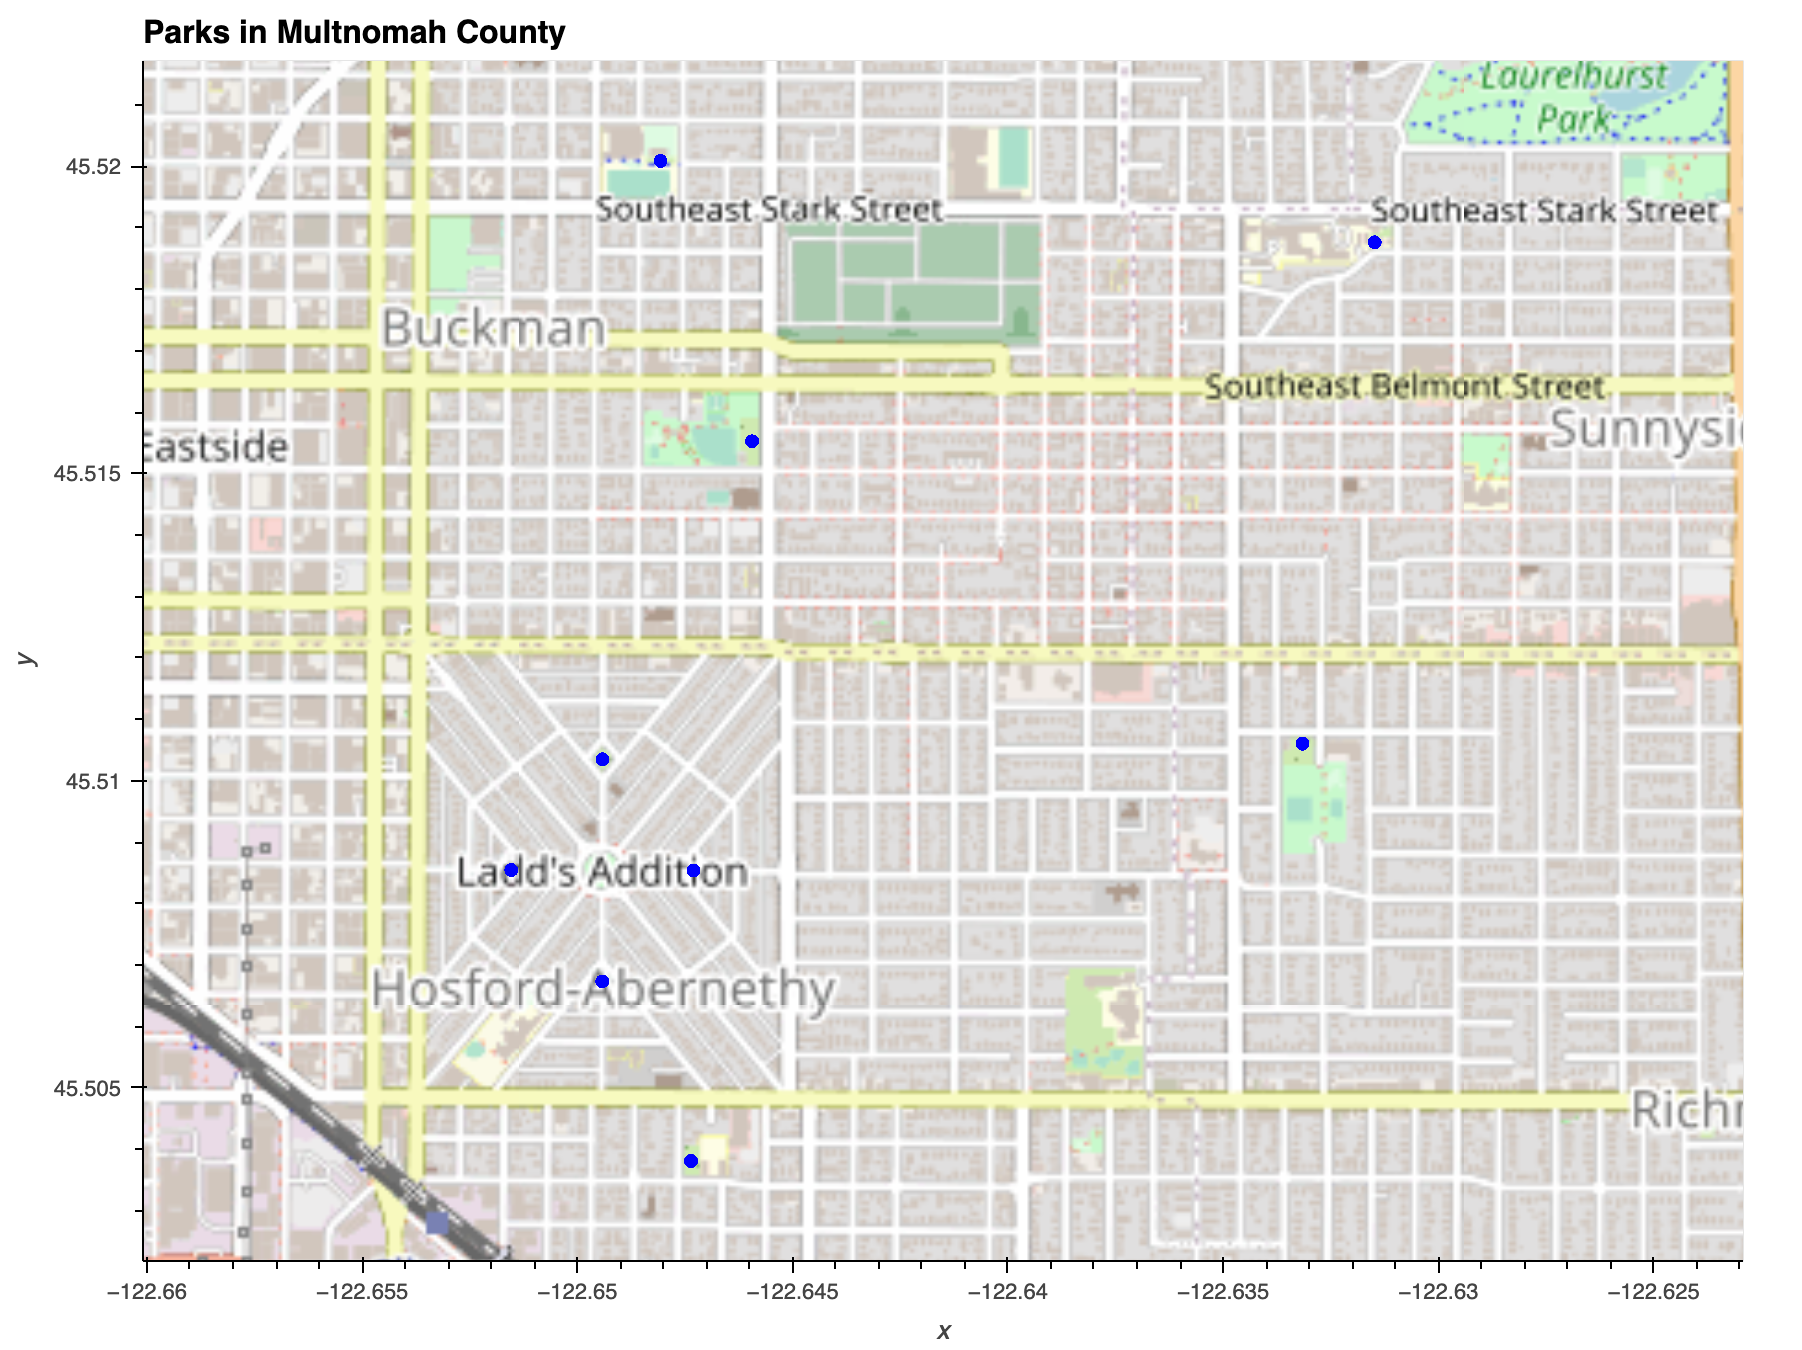 Parks in Multnomah County
Laurelhurst
Park
45.52
Southeast Stark Street
Southeast Stark Street
Buckman
Southeast Belmont Street
Sunnysi
Eastside
45.515
y
45.51
Ladd's Addition
Hosford-Abernethy
45.505
Richr
−122.66
−122.655
−122.65
−122.645
−122.64
−122.635
−122.63
−122.625
x